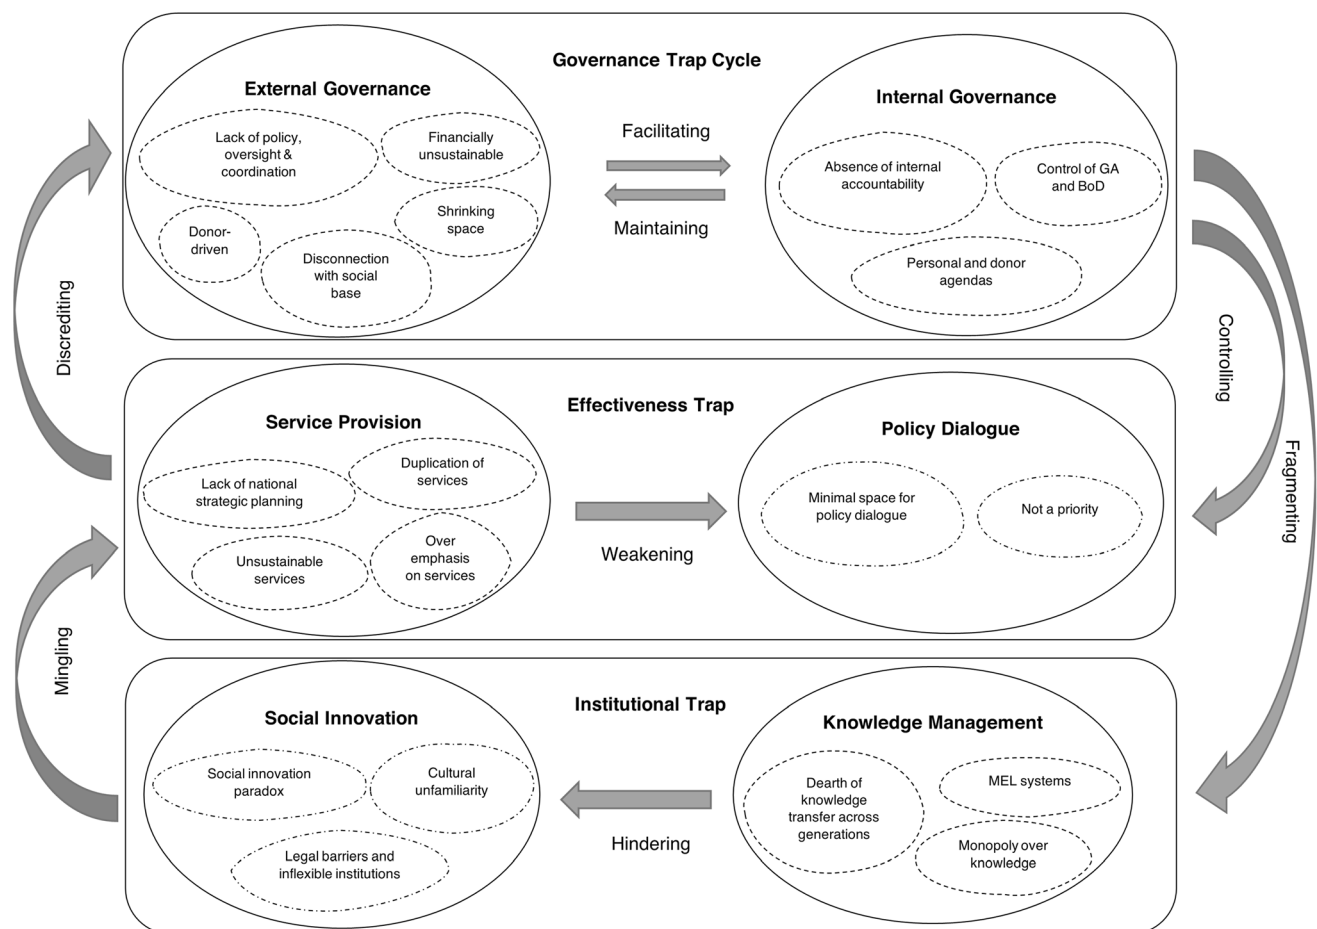 Governance Trap Cycle
External Governance
Lack of policy,
oversight &
coordination
Financially
unsustainable
Shrinking
space
Donor-
driven
Disconnection
with social
base
Facilitating
Maintaining
Internal Governance
Absence of internal
accountability
Control of GA
and BoD
Personal and donor
agendas
Discrediting
Controlling
Fragmenting
Effectiveness Trap
Service Provision
Lack of national
strategic planning
Duplication of
services
Unsustainable
services
Over
emphasis
on services
Weakening
Policy Dialogue
Minimal space for
policy dialogue
Not a priority
Mingling
Institutional Trap
Social Innovation
Social innovation
paradox
Cultural
unfamiliarity
Legal barriers and
inflexible institutions
Hindering
Knowledge Management
Dearth of
knowledge
transfer across
generations
MEL systems
Monopoly over
knowledge